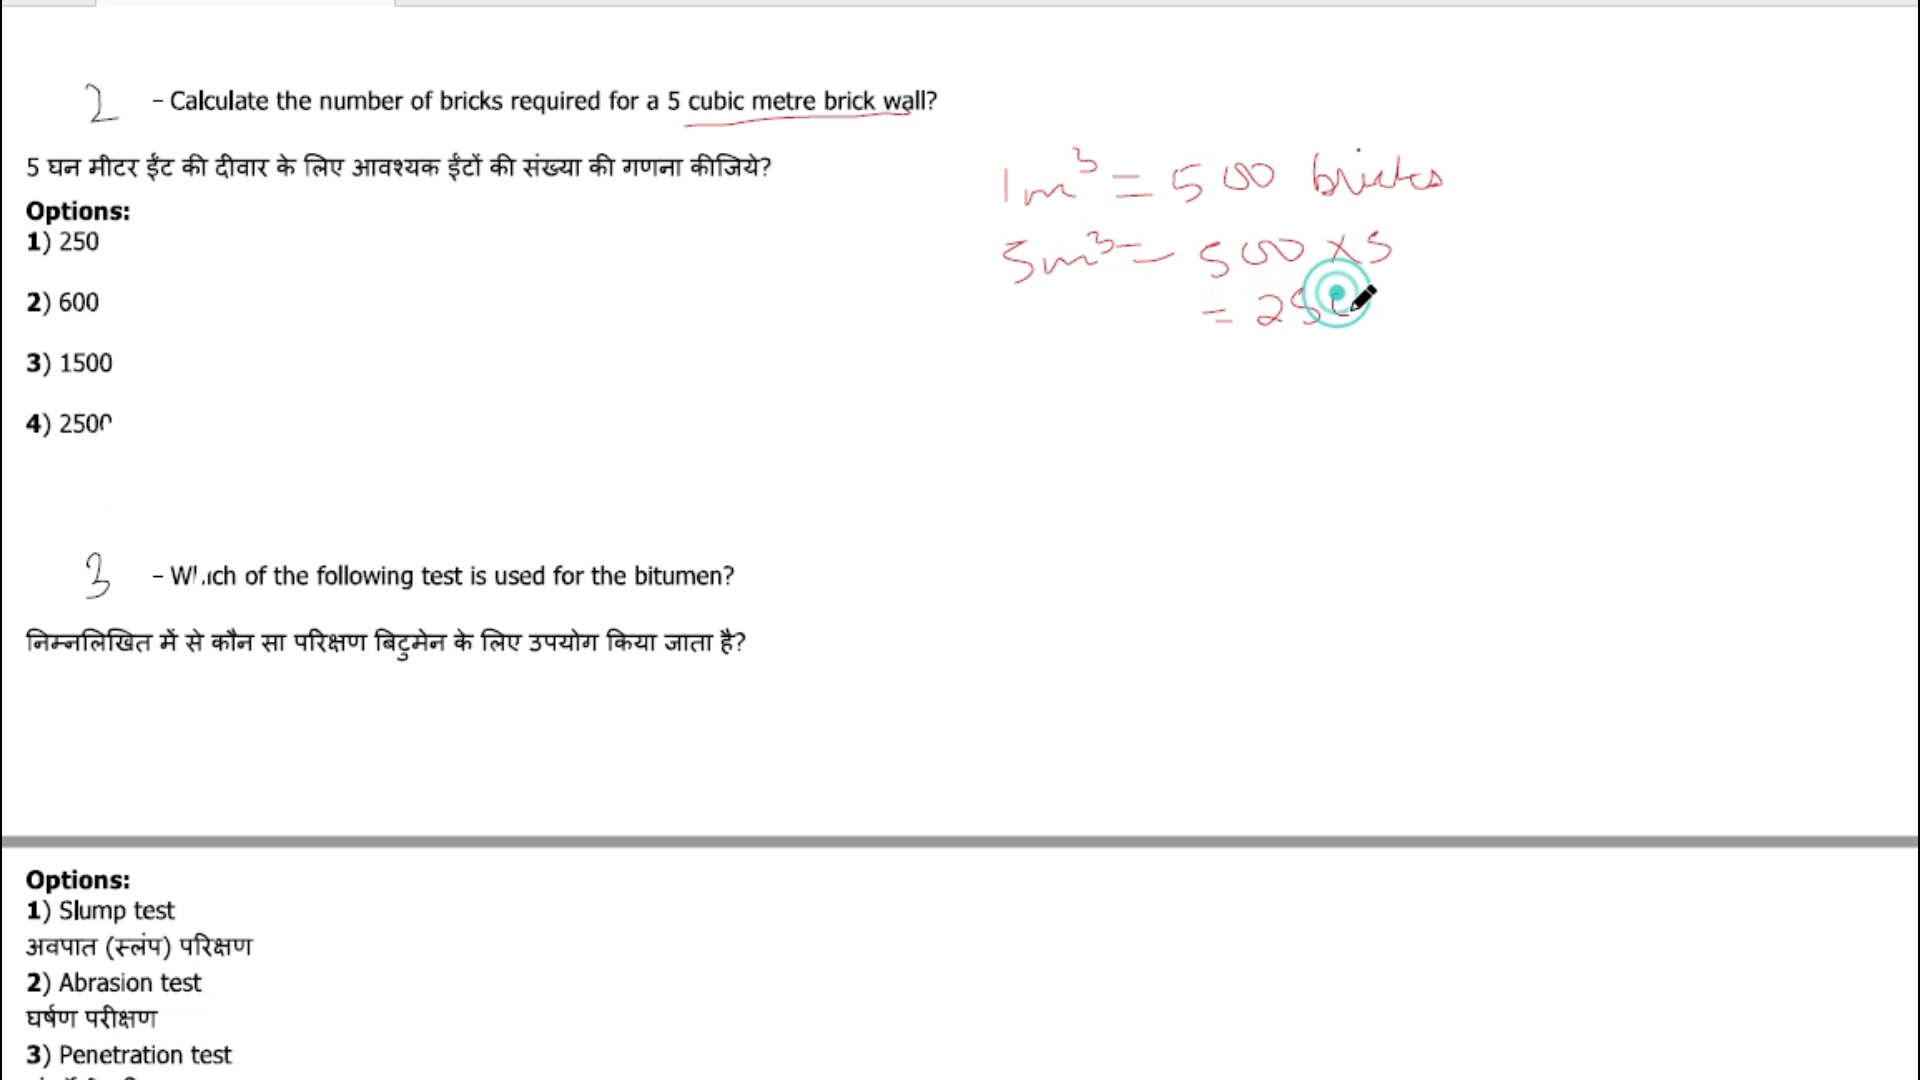 2 – Calculate the number of bricks required for a 5 cubic metre brick wall?
5 घन मीटर ईंट की दीवार के लिए आवश्यक ईंटों की संख्या की गणना कीजिये?
1m³ = 500 bricks
Options:
1) 250
5m³ = 500 x 5
2) 600
3) 1500
4) 2500
3 – Which of the following test is used for the bitumen?
निम्नलिखित में से कौन सा परिक्षण बिटुमेन के लिए उपयोग किया जाता है?
Options:
1) Slump test
अवपात (स्लंप) परिक्षण
2) Abrasion test
घर्षण परीक्षण
3) Penetration test